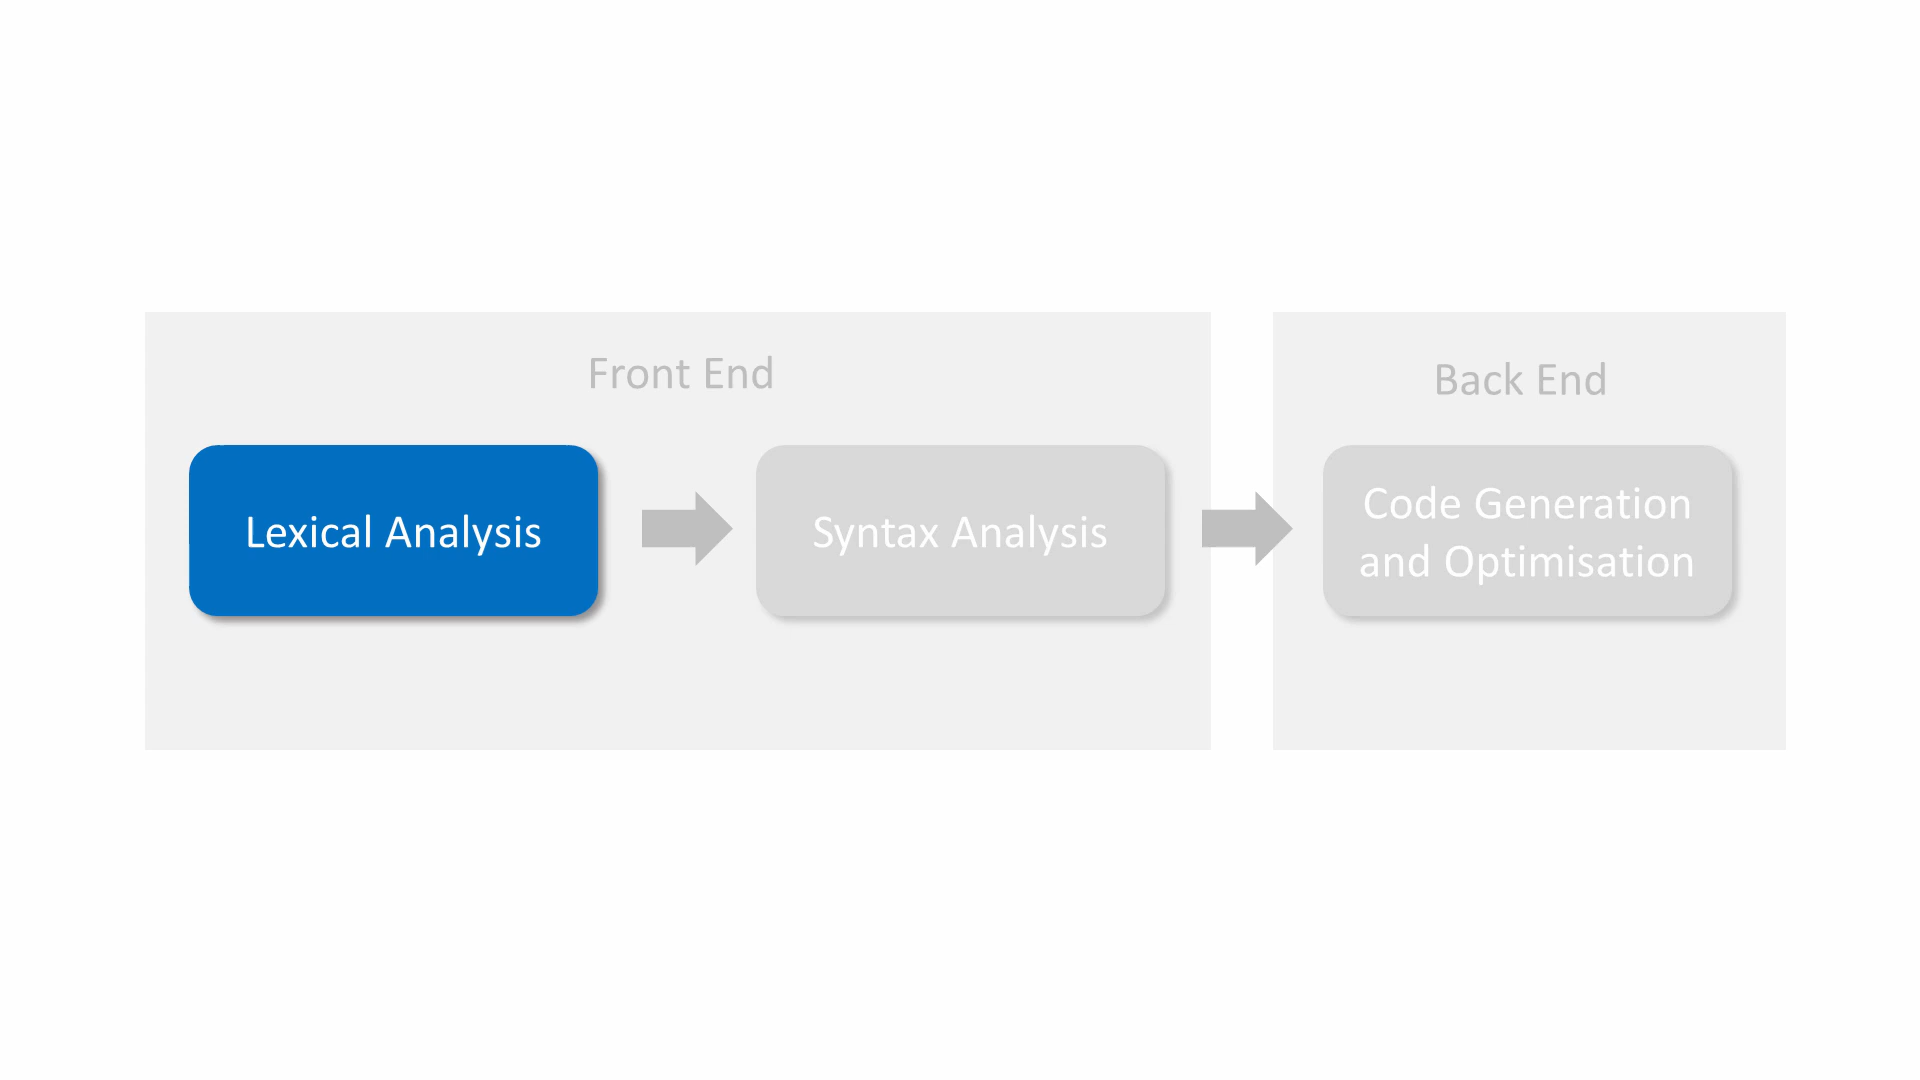 Front End
Back End
Lexical Analysis
Syntax Analysis
Code Generation
and Optimisation